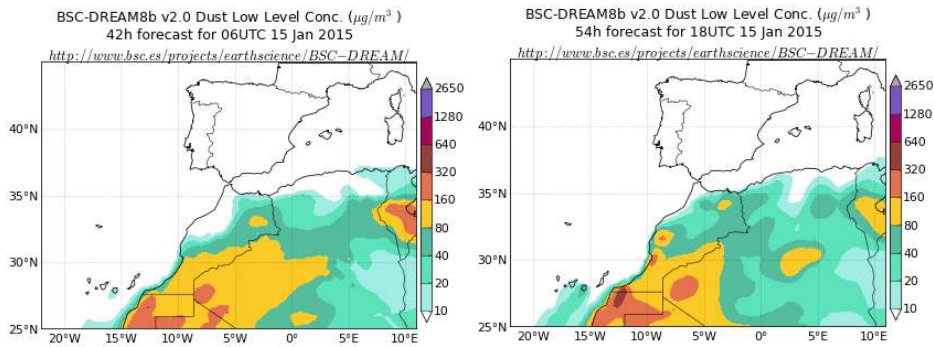 BSC-DREAM8b v2.0 Dust Low Level Conc. (μg/m³ )
42h forecast for 06UTC 15 Jan 2015
http://www.bsc.es/projects/earthscience/BSC−DREAM/
40°N
35°N
30°N
25°N
20°W
15°W
10°W
5°W
0°
5°E
10°E
2650
1280
640
320
160
80
40
20
10
BSC-DREAM8b v2.0 Dust Low Level Conc. (μg/m³ )
54h forecast for 18UTC 15 Jan 2015
http://www.bsc.es/projects/earthscience/BSC−DREAM/
40°N
35°N
30°N
25°N
20°W
15°W
10°W
5°W
0°
5°E
10°E
2650
1280
640
320
160
80
40
20
10